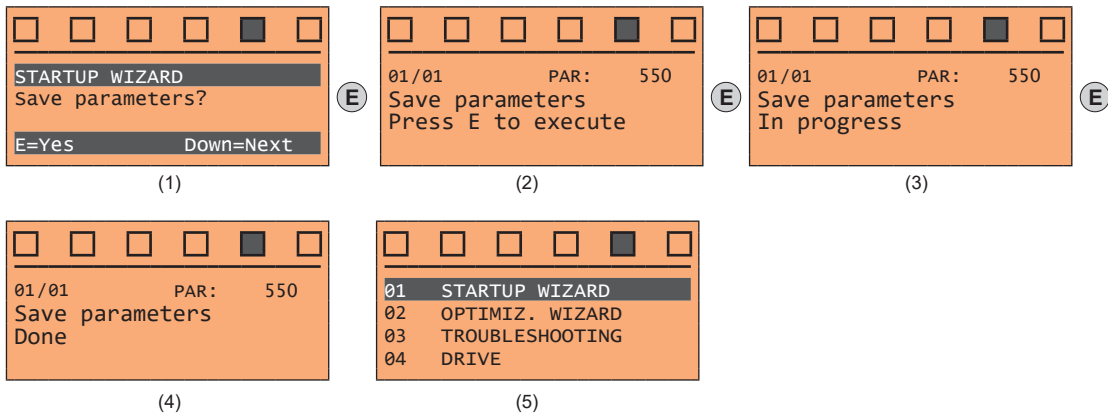 STARTUP WIZARD
Save parameters?
E=Yes Down=Next
(1)
E
01/01 PAR: 550
Save parameters
Press E to execute
(2)
E
01/01 PAR: 550
Save parameters
In progress
(3)
E
01/01 PAR: 550
Save parameters
Done
(4)
01 STARTUP WIZARD
02 OPTIMIZ. WIZARD
03 TROUBLESHOOTING
04 DRIVE
(5)